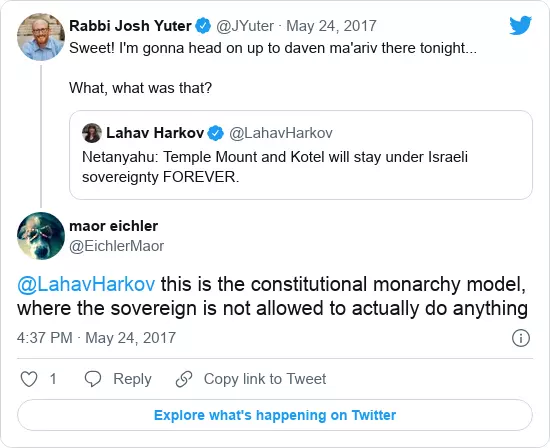 Rabbi Josh Yuter @JYuter · May 24, 2017
Sweet! I'm gonna head on up to daven ma'ariv there tonight...
What, what was that?
Lahav Harkov @LahavHarkov
Netanyahu: Temple Mount and Kotel will stay under Israeli
sovereignty FOREVER.
maor eichler
@EichlerMaor
@LahavHarkov this is the constitutional monarchy model,
where the sovereign is not allowed to actually do anything
4:37 PM · May 24, 2017
1 Reply Copy link to Tweet
Explore what's happening on Twitter